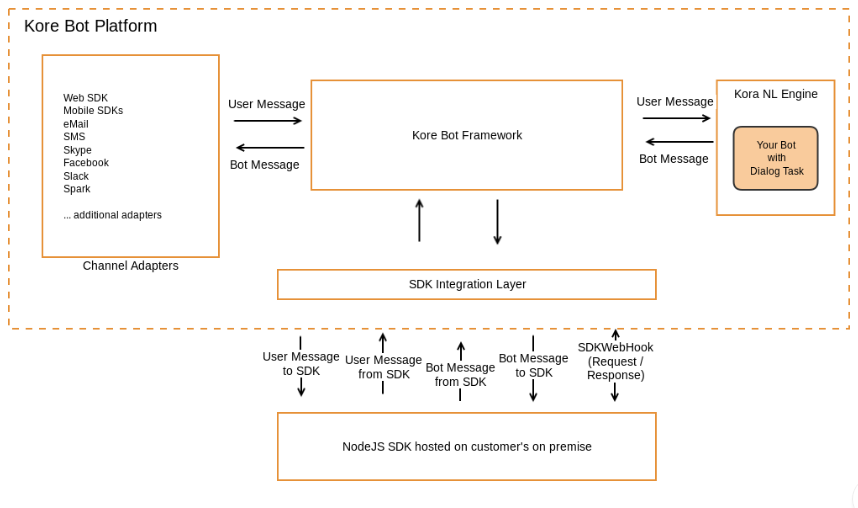 Kore Bot Platform
Web SDK
Mobile SDKs
eMail
SMS
Skype
Facebook
Slack
Spark
... additional adapters
Channel Adapters
User Message
Bot Message
Kore Bot Framework
User Message
Bot Message
Kora NL Engine
Your Bot
with
Dialog Task
SDK Integration Layer
User Message
to SDK
User Message
from SDK
Bot Message
from SDK
Bot Message
to SDK
SDKWebHook
(Request /
Response)
NodeJS SDK hosted on customer's on premise